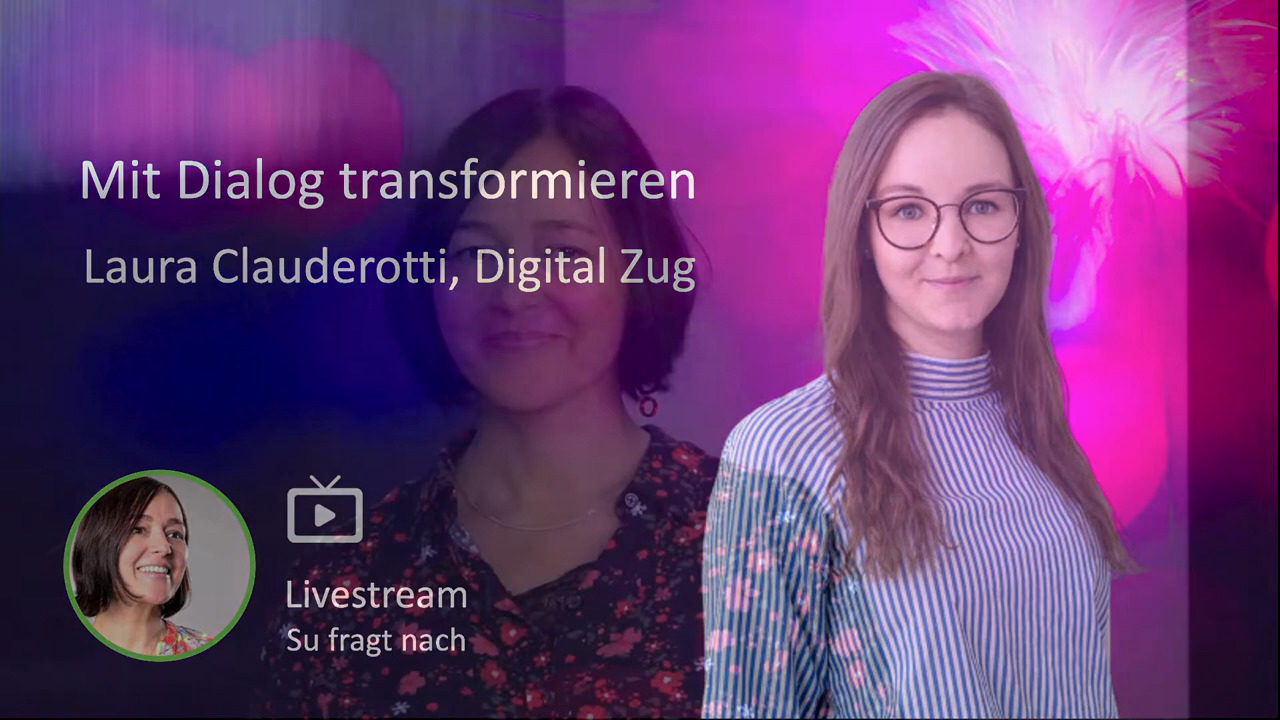 Mit Dialog transformieren
Laura Clauderotti, Digital Zug
Livestream
Su fragt nach